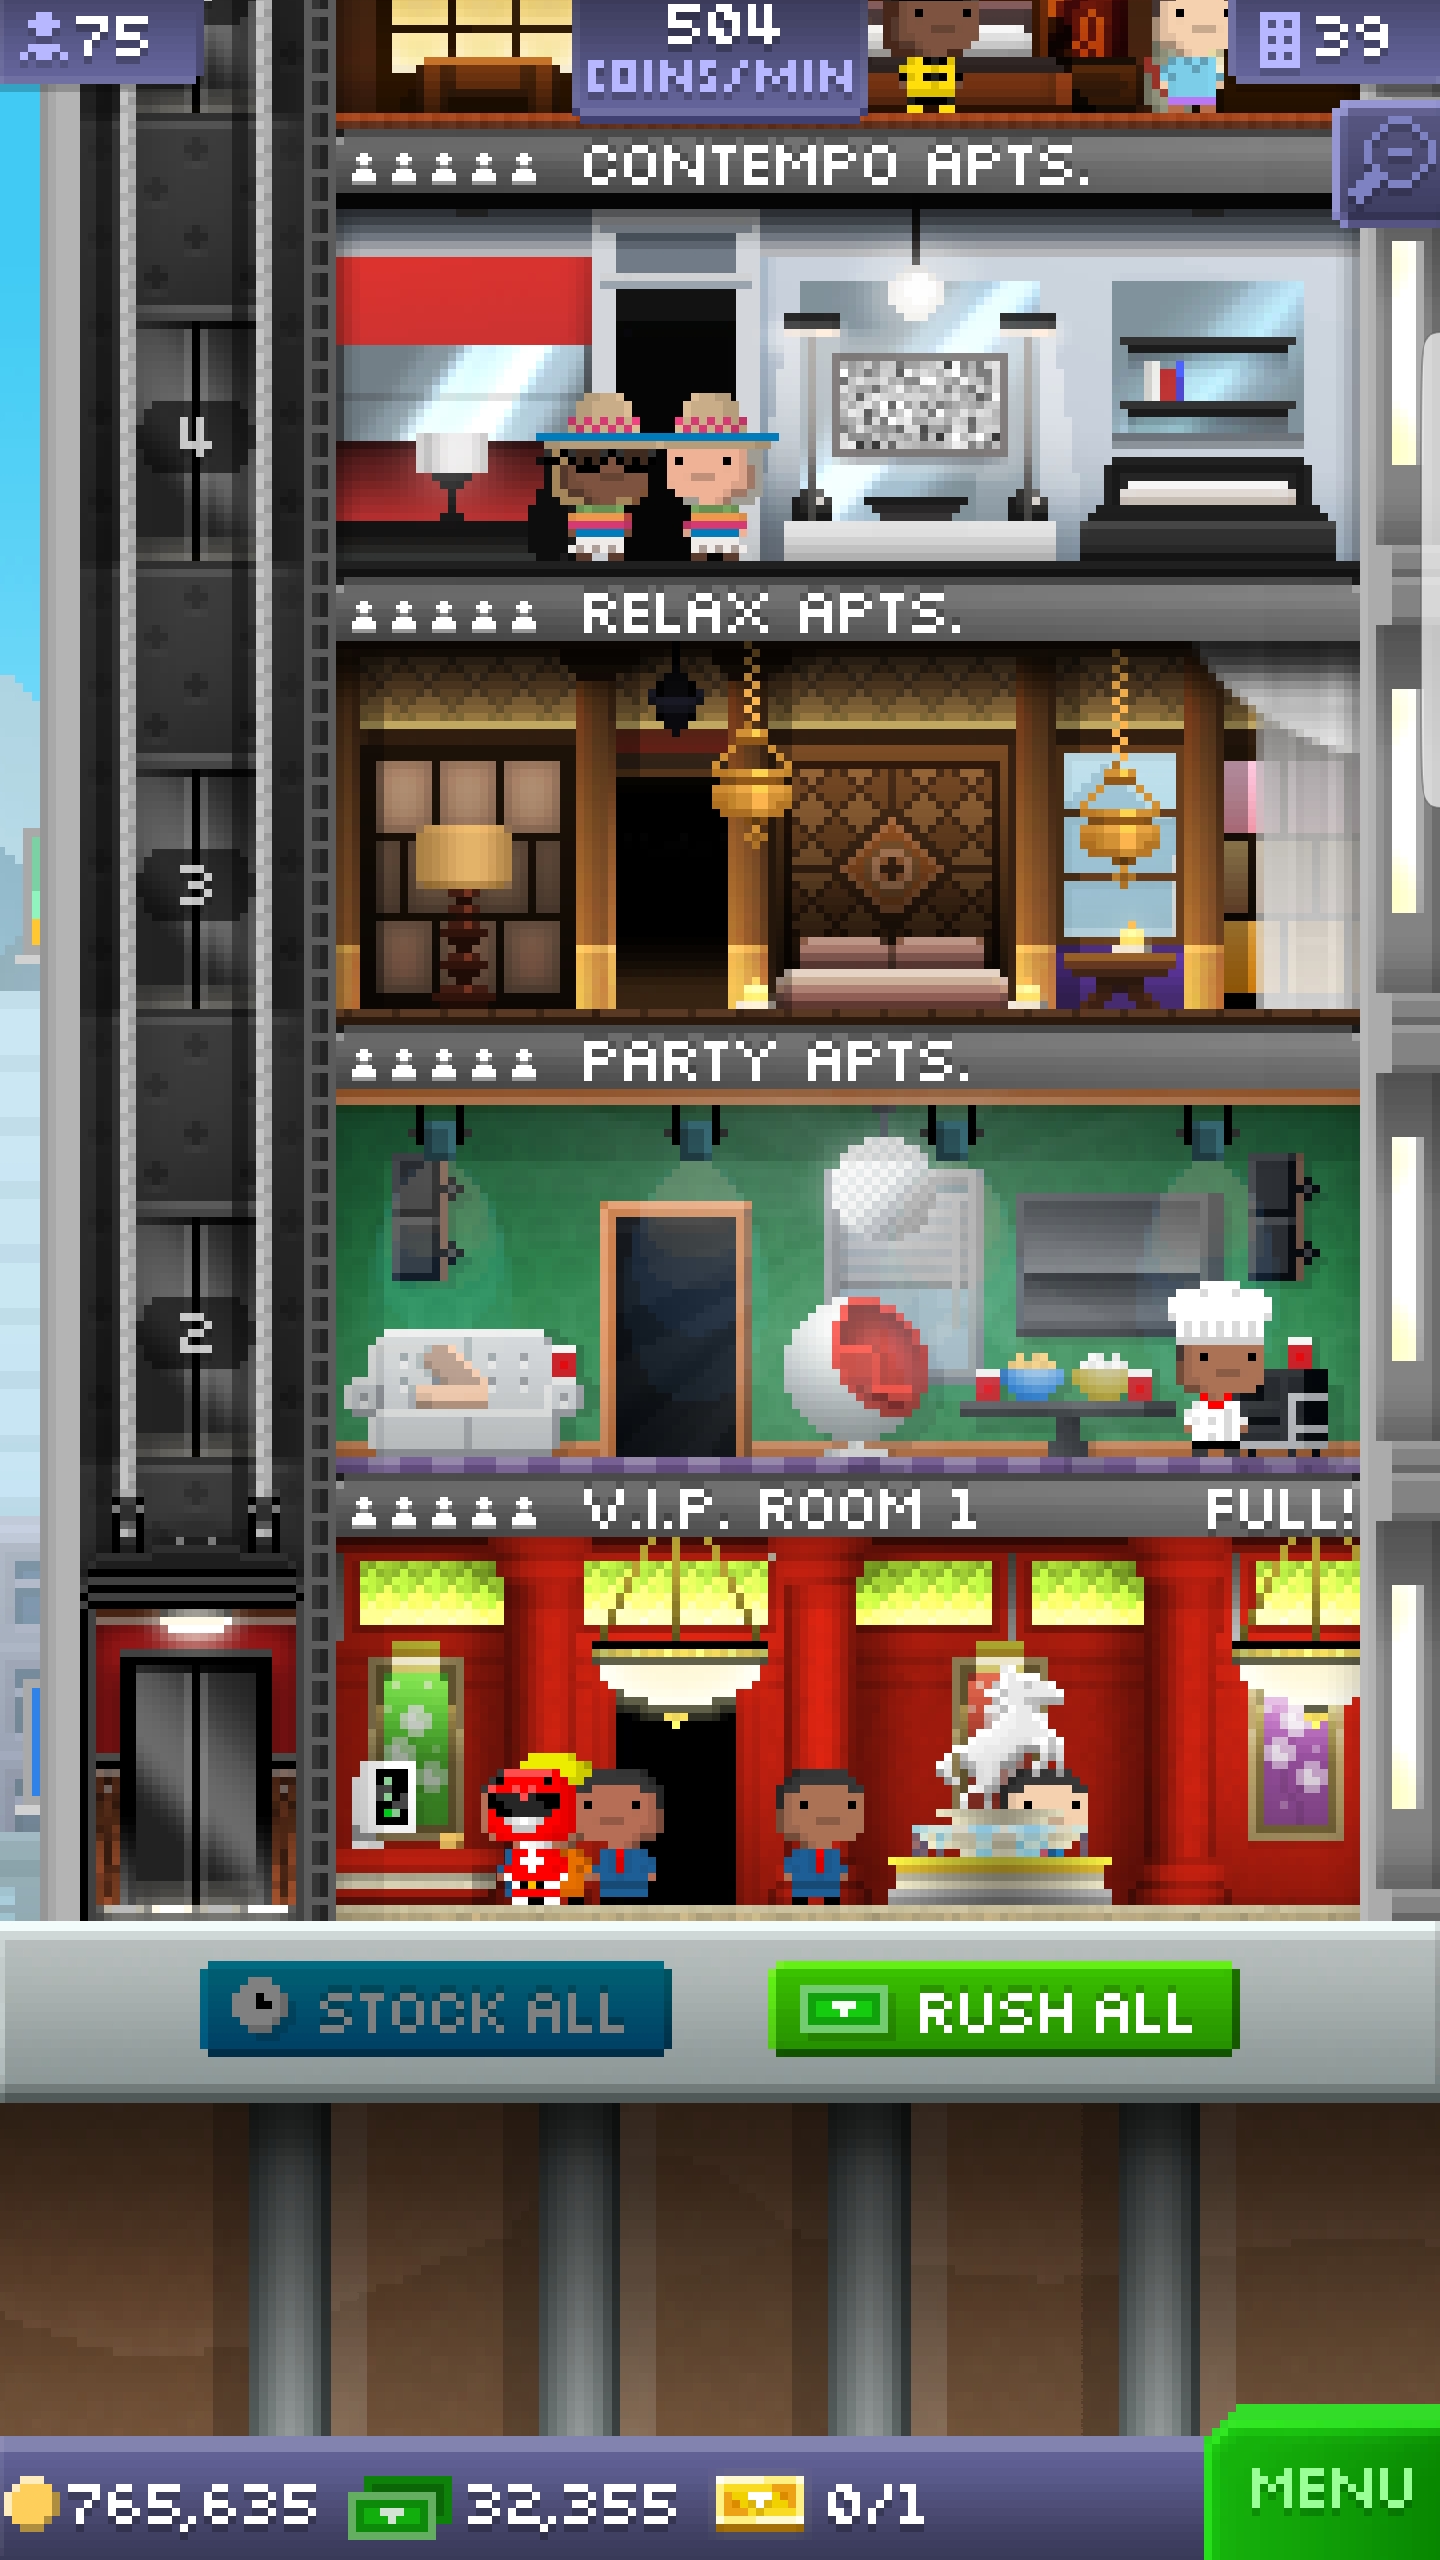 75
504
COINS/MIN
39
CONTEMPO APTS.
4
RELAX APTS.
3
PARTY APTS.
2
V.I.P. ROOM 1 FULL!
STOCK ALL
RUSH ALL
765,635
32,355
0/1
MENU